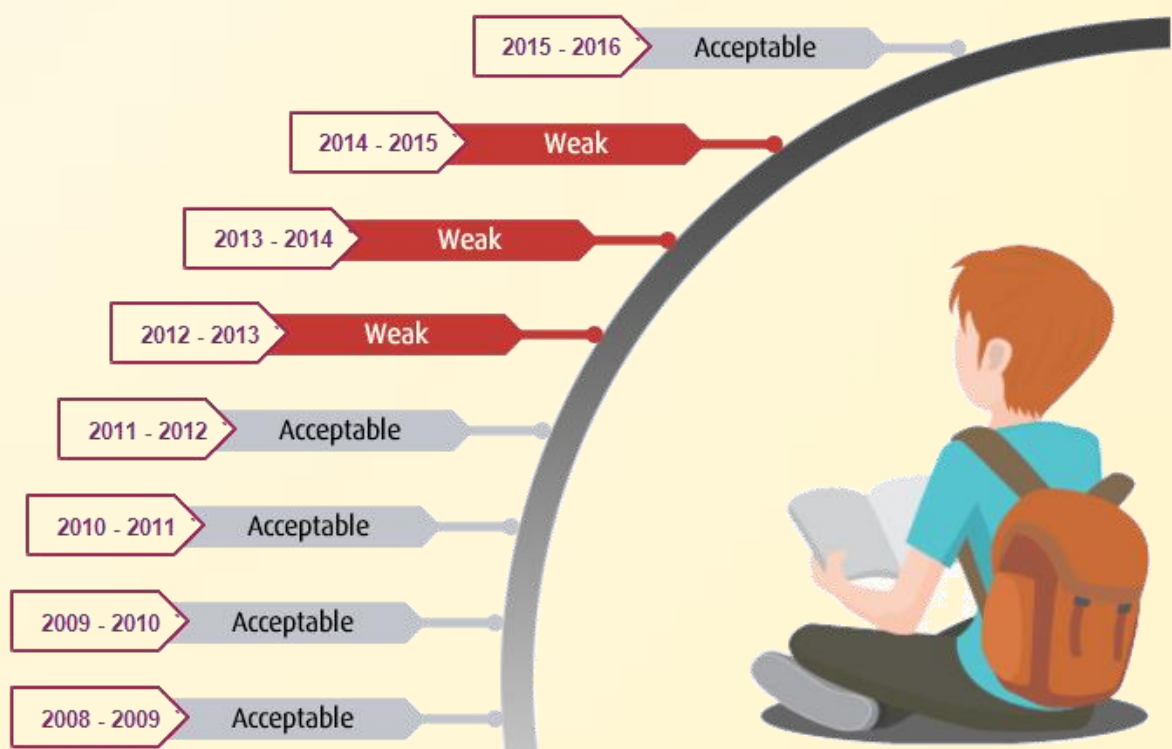 2015 - 2016 Acceptable
2014 - 2015 Weak
2013 - 2014 Weak
2012 - 2013 Weak
2011 - 2012 Acceptable
2010 - 2011 Acceptable
2009 - 2010 Acceptable
2008 - 2009 Acceptable